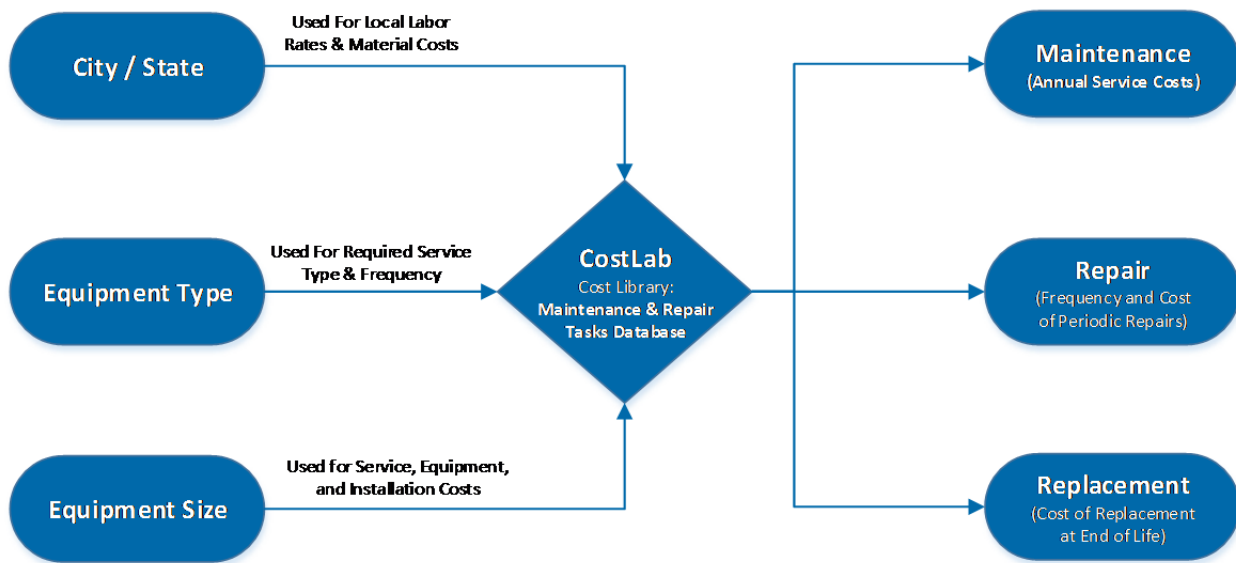 Used For Local Labor
Rates & Material Costs
City / State
Maintenance
(Annual Service Costs)
Used For Required Service
Type & Frequency
Equipment Type
CostLab
Cost Library:
Maintenance & Repair
Tasks Database
Repair
(Frequency and Cost
of Periodic Repairs)
Used for Service, Equipment,
and Installation Costs
Equipment Size
Replacement
(Cost of Replacement
at End of Life)